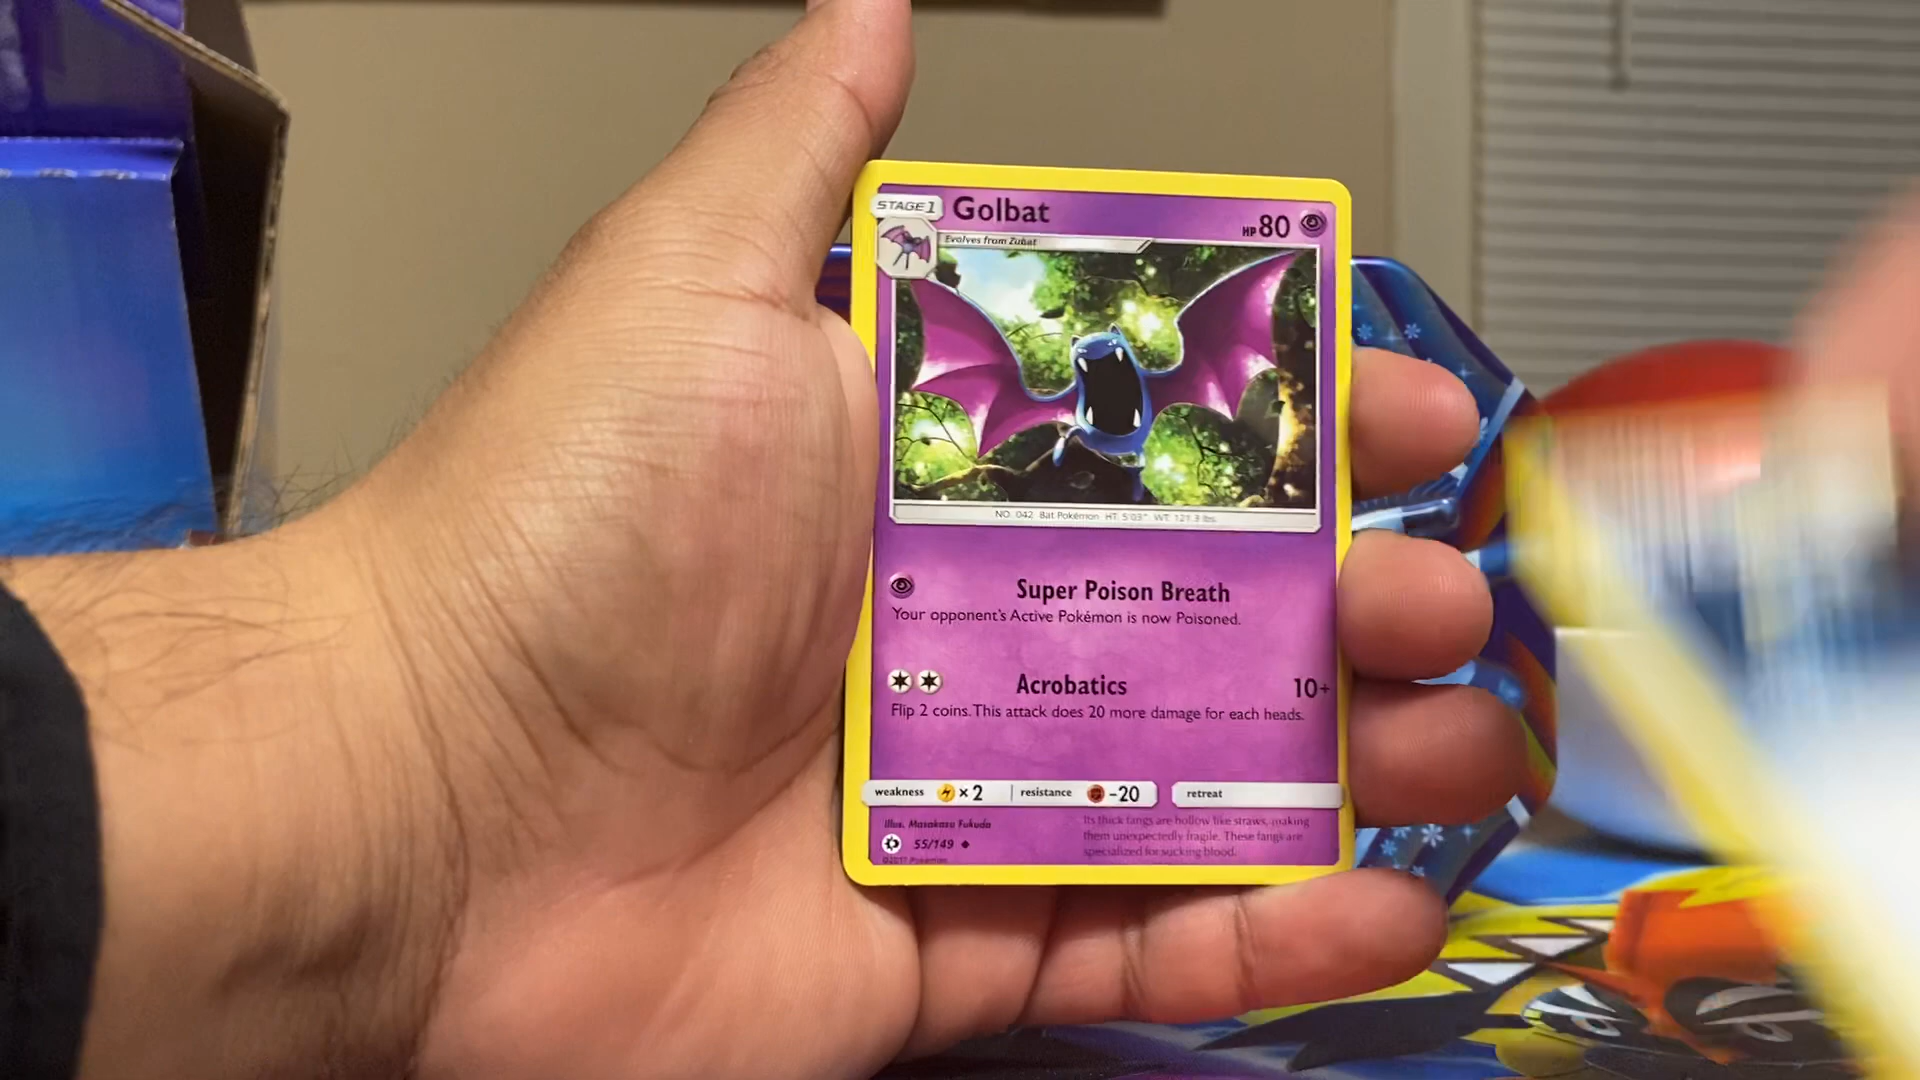 STAGE 1 Golbat HP 80
Evolves from Zubat
NO. 042 Bat Pokémon HT: 5'03" WT: 121.3 lbs.
Super Poison Breath
Your opponent's Active Pokémon is now Poisoned.
Acrobatics 10+
Flip 2 coins. This attack does 20 more damage for each heads.
weakness ×2 resistance -20 retreat
Illus. Masakazu Fukuda
55/149
©2017 Pokémon
Its thick fangs are hollow like straws, making
them unexpectedly fragile. These fangs are
specialized for sucking blood.